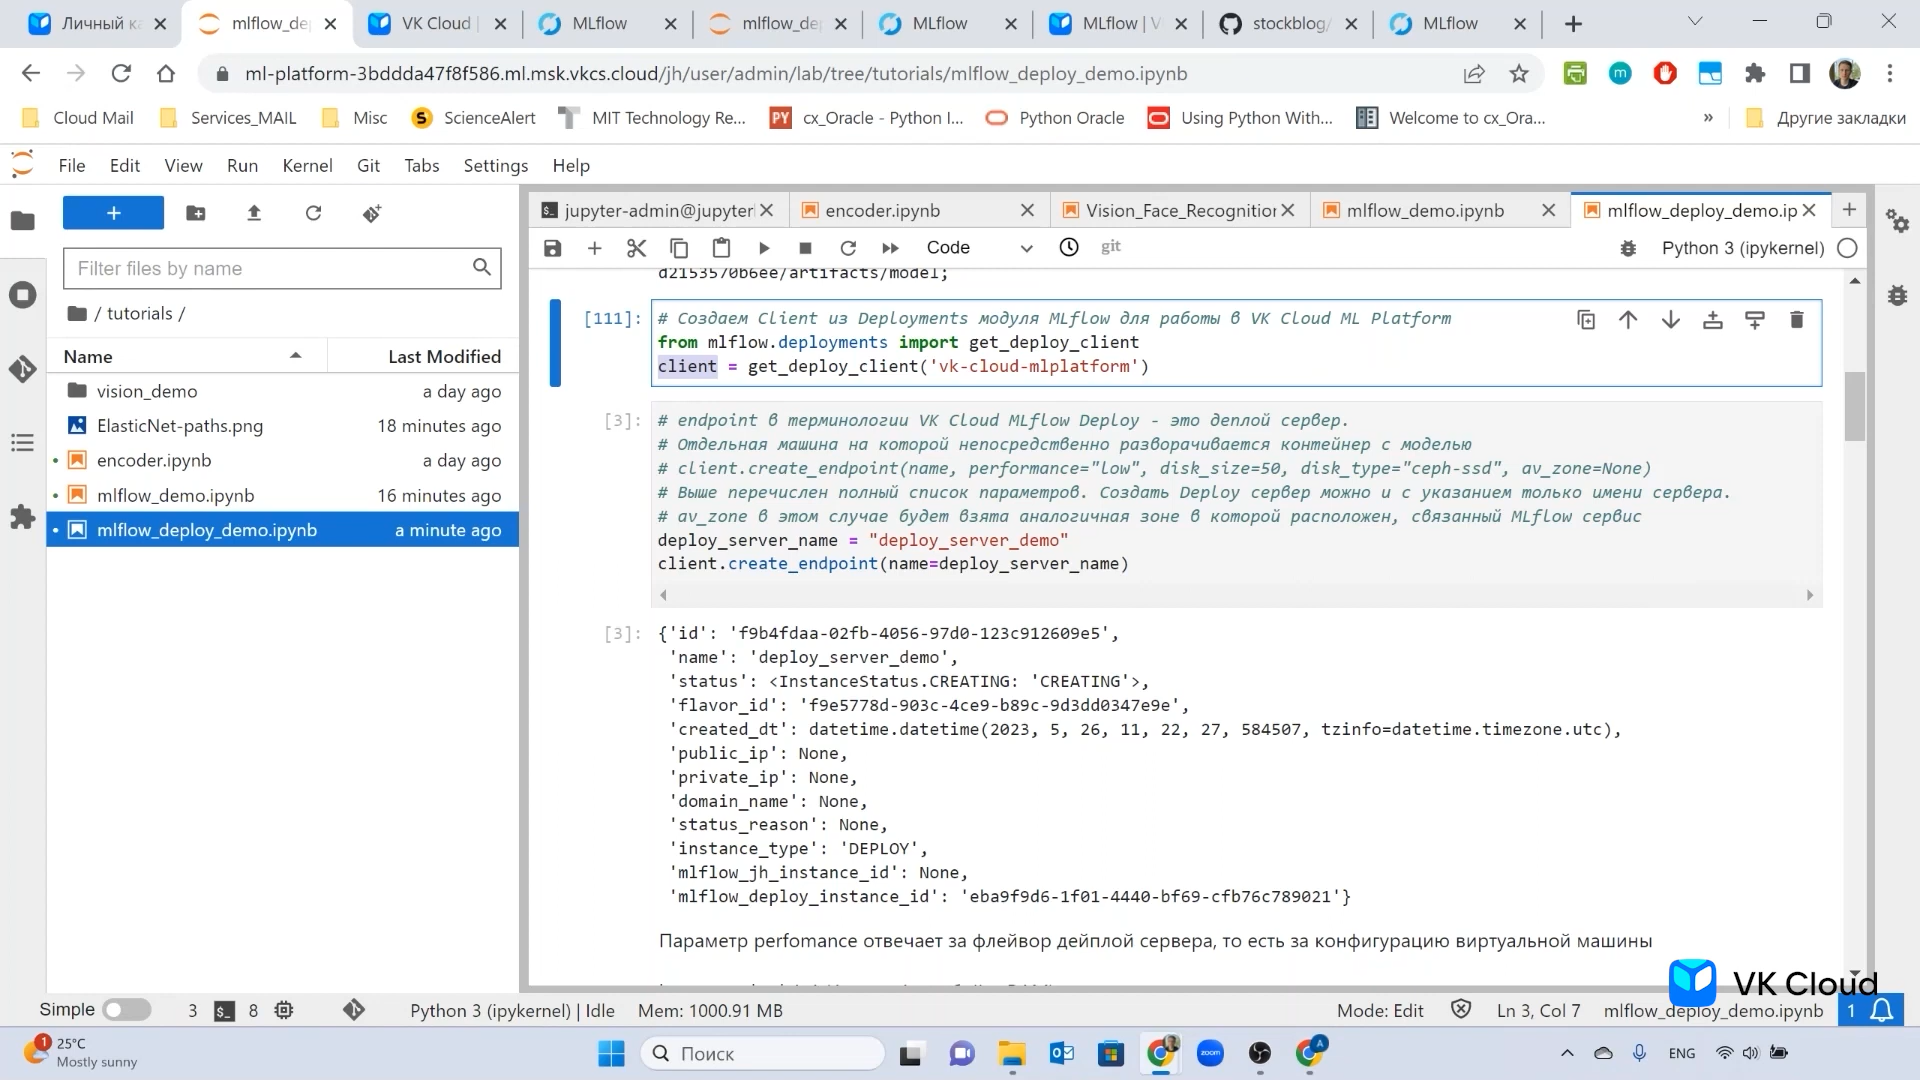 Личный ка
mlflow_de
VK Cloud |
MLflow
mlflow_de
MLflow
MLflow | V
stockblog/
MLflow
ml-platform-3bddda47f8f586.ml.msk.vkcs.cloud/jh/user/admin/lab/tree/tutorials/mlflow_deploy_demo.ipynb
Cloud Mail
Services_MAIL
Misc
ScienceAlert
MIT Technology Re...
cx_Oracle - Python I...
Python Oracle
Using Python With...
Welcome to cx_Ora...
»
Другие закладки
File Edit View Run Kernel Git Tabs Settings Help
jupyter-admin@jupyter
encoder.ipynb
Vision_Face_Recognition
mlflow_demo.ipynb
mlflow_deploy_demo.ip
Code
git
Python 3 (ipykernel)
Filter files by name
/ tutorials /
Name
Last Modified
vision_demo a day ago
ElasticNet-paths.png 18 minutes ago
encoder.ipynb a day ago
mlflow_demo.ipynb 16 minutes ago
mlflow_deploy_demo.ipynb a minute ago
d2153570b6ee/artifacts/model;
[111]:
# Создаем Client из Deployments модуля MLflow для работы в VK Cloud ML Platform
from mlflow.deployments import get_deploy_client
client = get_deploy_client('vk-cloud-mlplatform')
[3]:
# endpoint в терминологии VK Cloud MLflow Deploy - это деплой сервер.
# Отдельная машина на которой непосредственно разворачивается контейнер с моделью
# client.create_endpoint(name, performance="low", disk_size=50, disk_type="ceph-ssd", av_zone=None)
# Выше перечислен полный список параметров. Создать Deploy сервер можно и с указанием только имени сервера.
# av_zone в этом случае будет взята аналогичная зоне в которой расположен, связанный MLflow сервис
deploy_server_name = "deploy_server_demo"
client.create_endpoint(name=deploy_server_name)
[3]:
{'id': 'f9b4fdaa-02fb-4056-97d0-123c912609e5',
'name': 'deploy_server_demo',
'status': <InstanceStatus.CREATING: 'CREATING'>,
'flavor_id': 'f9e5778d-903c-4ce9-b89c-9d3dd0347e9e',
'created_dt': datetime.datetime(2023, 5, 26, 11, 22, 27, 584507, tzinfo=datetime.timezone.utc),
'public_ip': None,
'private_ip': None,
'domain_name': None,
'status_reason': None,
'instance_type': 'DEPLOY',
'mlflow_jh_instance_id': None,
'mlflow_deploy_instance_id': 'eba9f9d6-1f01-4440-bf69-cfb76c789021'}
Параметр perfomance отвечает за флейвор дейплой сервера, то есть за конфигурацию виртуальной машины
VK Cloud
Simple
3
8
Python 3 (ipykernel) | Idle
Mem: 1000.91 MB
Mode: Edit
Ln 3, Col 7
mlflow_deploy_demo.ipynb
1
1
25°C
Mostly sunny
Поиск
zoom
A
ENG